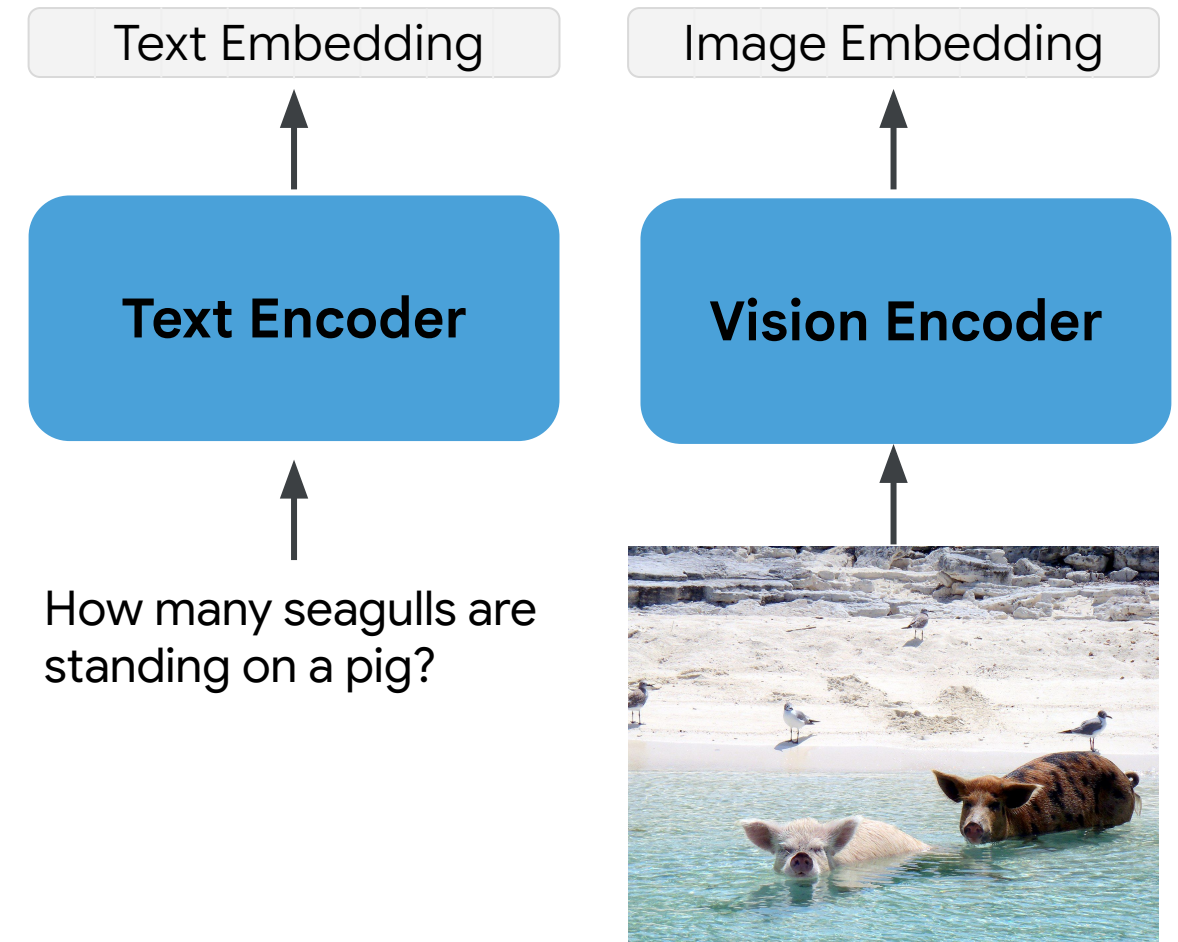 Text Embedding
Image Embedding
Text Encoder
Vision Encoder
How many seagulls are
standing on a pig?